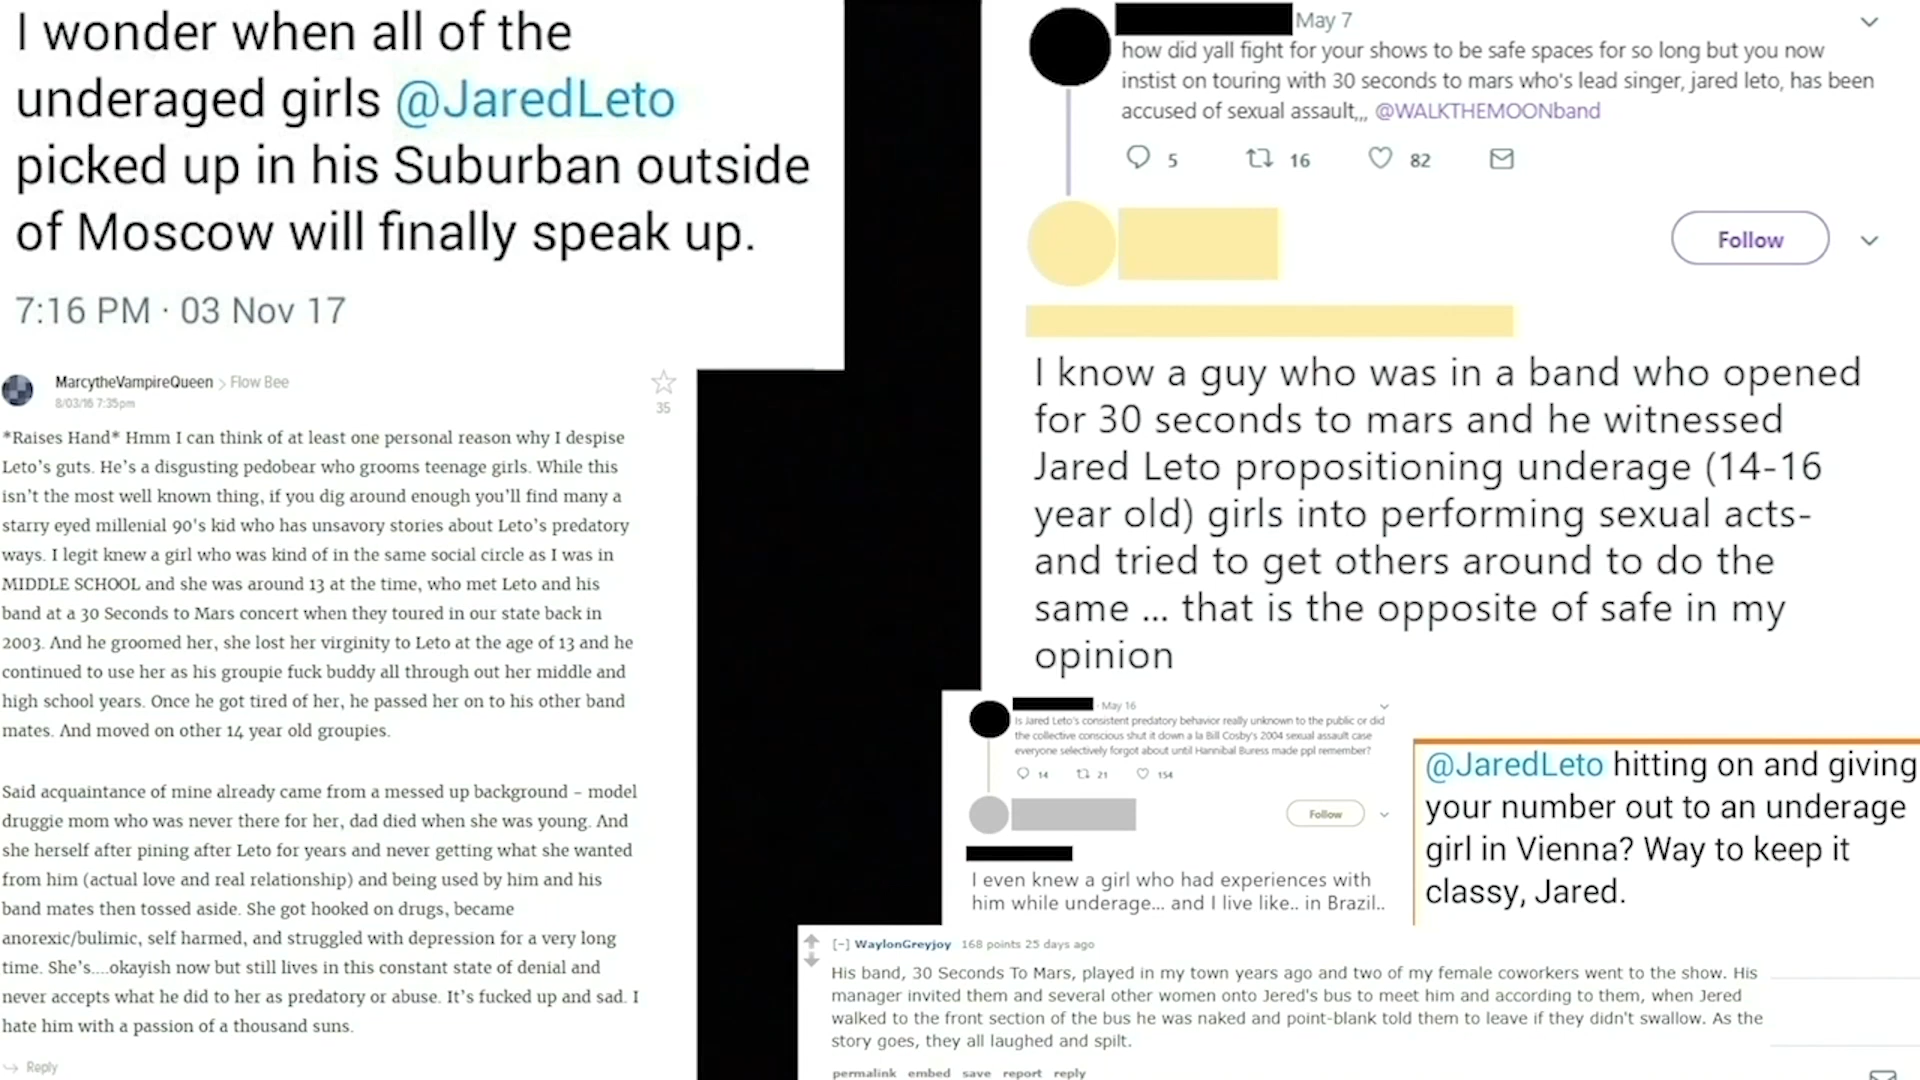 I wonder when all of the
underaged girls @JaredLeto
picked up in his Suburban outside
of Moscow will finally speak up.
7:16 PM · 03 Nov 17
MarcytheVampireQueen > Flow Bee
8/03/16 7:35pm
35
*Raises Hand* Hmm I can think of at least one personal reason why I despise
Leto's guts. He's a disgusting pedobear who grooms teenage girls. While this
isn't the most well known thing, if you dig around enough you'll find many a
starry eyed millenial 90's kid who has unsavory stories about Leto's predatory
ways. I legit knew a girl who was kind of in the same social circle as I was in
MIDDLE SCHOOL and she was around 13 at the time, who met Leto and his
band at a 30 Seconds to Mars concert when they toured in our state back in
2003. And he groomed her, she lost her virginity to Leto at the age of 13 and he
continued to use her as his groupie fuck buddy all through out her middle and
high school years. Once he got tired of her, he passed her on to his other band
mates. And moved on other 14 year old groupies.
Said acquaintance of mine already came from a messed up background – model
druggie mom who was never there for her, dad died when she was young. And
she herself after pining after Leto for years and never getting what she wanted
from him (actual love and real relationship) and being used by him and his
band mates then tossed aside. She got hooked on drugs, became
anorexic/bulimic, self harmed, and struggled with depression for a very long
time. She's....okayish now but still lives in this constant state of denial and
never accepts what he did to her as predatory or abuse. It's fucked up and sad. I
hate him with a passion of a thousand suns.
Reply
May 7
how did yall fight for your shows to be safe spaces for so long but you now
instist on touring with 30 seconds to mars who's lead singer, jared leto, has been
accused of sexual assault,,, @WALKTHEMOONband
5 16 82
Follow
I know a guy who was in a band who opened
for 30 seconds to mars and he witnessed
Jared Leto propositioning underage (14-16
year old) girls into performing sexual acts-
and tried to get others around to do the
same ... that is the opposite of safe in my
opinion
· May 16
Is Jared Leto's consistent predatory behavior really unknown to the public or did
the collective conscious shut it down a la Bill Cosby's 2004 sexual assault case
everyone selectively forgot about until Hannibal Buress made ppl remember?
14 21 154
Follow
I even knew a girl who had experiences with
him while underage... and I live like.. in Brazil..
@JaredLeto hitting on and giving
your number out to an underage
girl in Vienna? Way to keep it
classy, Jared.
[–] WaylonGreyjoy 168 points 25 days ago
His band, 30 Seconds To Mars, played in my town years ago and two of my female coworkers went to the show. His
manager invited them and several other women onto Jered's bus to meet him and according to them, when Jered
walked to the front section of the bus he was naked and point-blank told them to leave if they didn't swallow. As the
story goes, they all laughed and spilt.
permalink embed save report reply